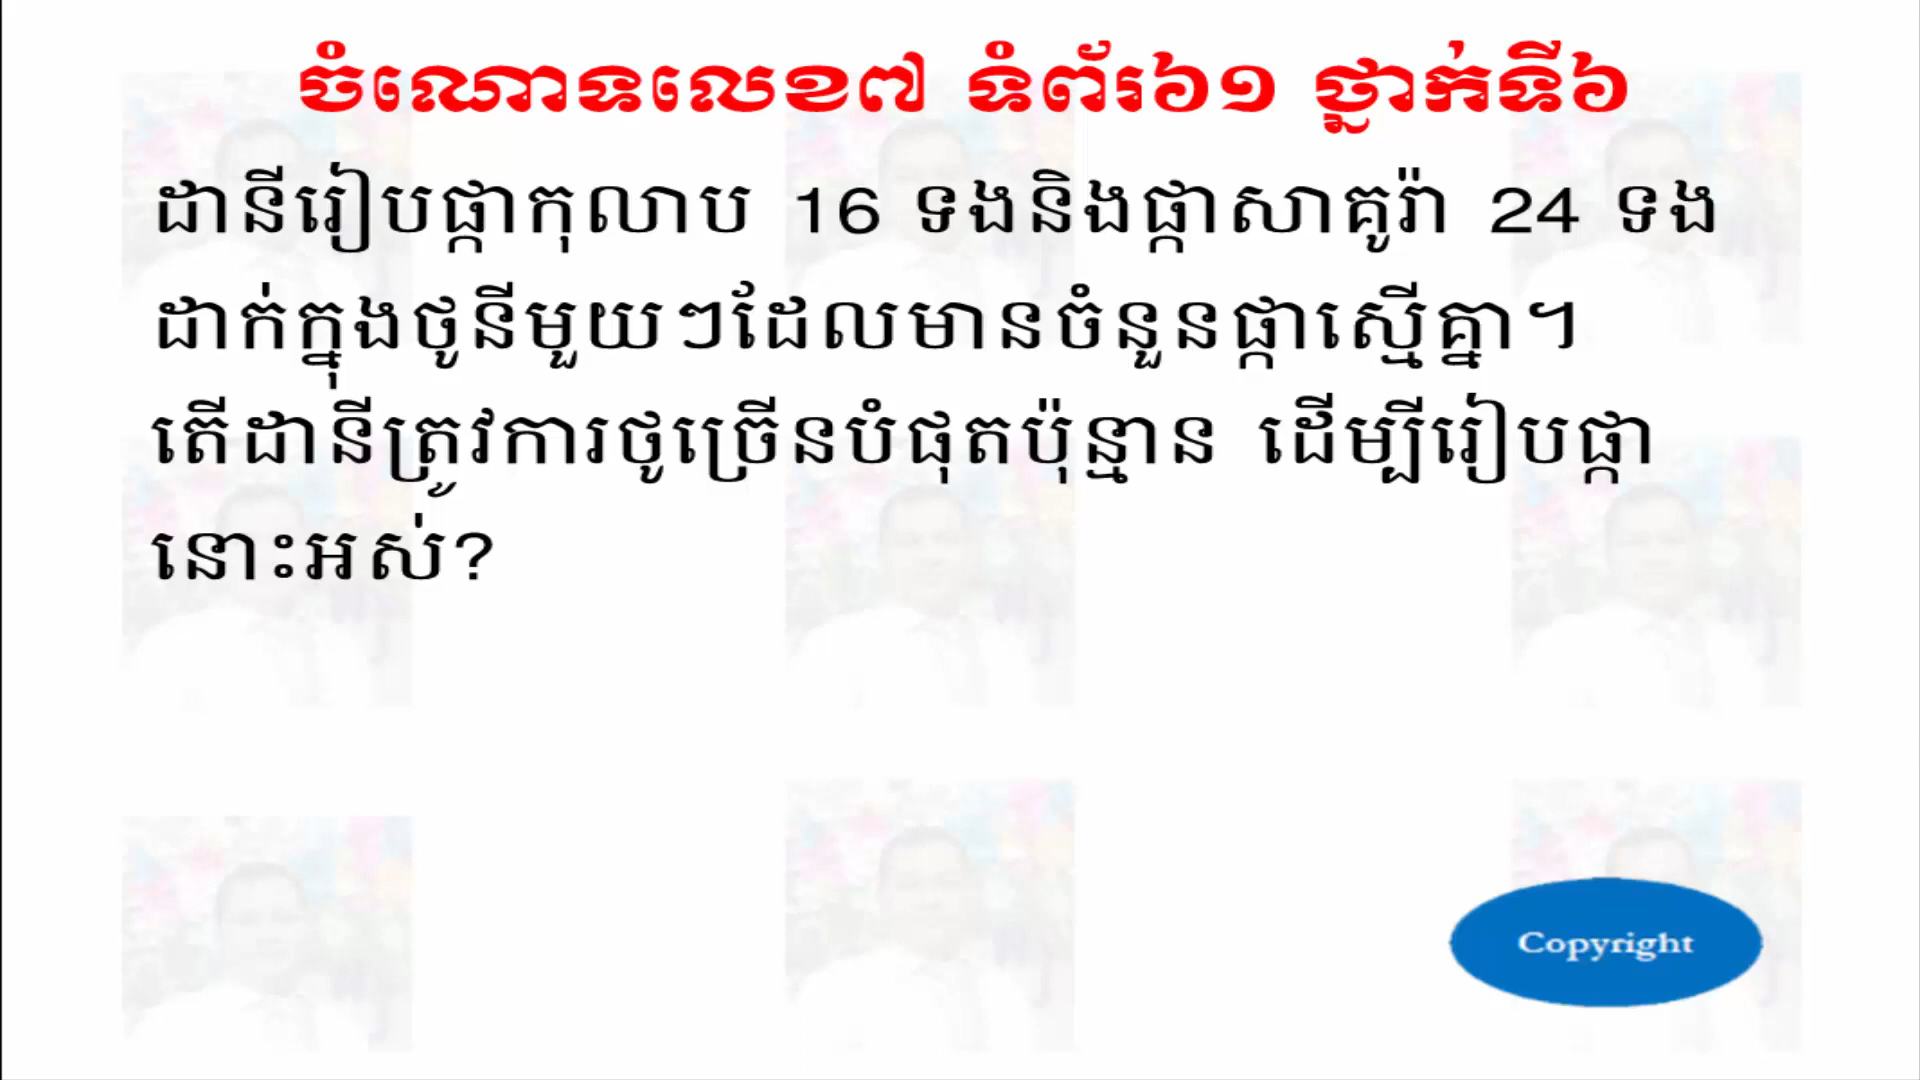 ចំណោទលេខ៧ ទំព័រ៦១ ថ្នាក់ទី៦
ដានីរៀបផ្កាកុលាប 16 ទងនិងផ្កាសាគូរ៉ា 24 ទង
ដាក់ក្នុងថូនីមួយៗដែលមានចំនួនផ្កាស្មើគ្នា។
តើដានីត្រូវការថូច្រើនបំផុតប៉ុន្មាន ដើម្បីរៀបផ្កា
នោះអស់?
Copyright